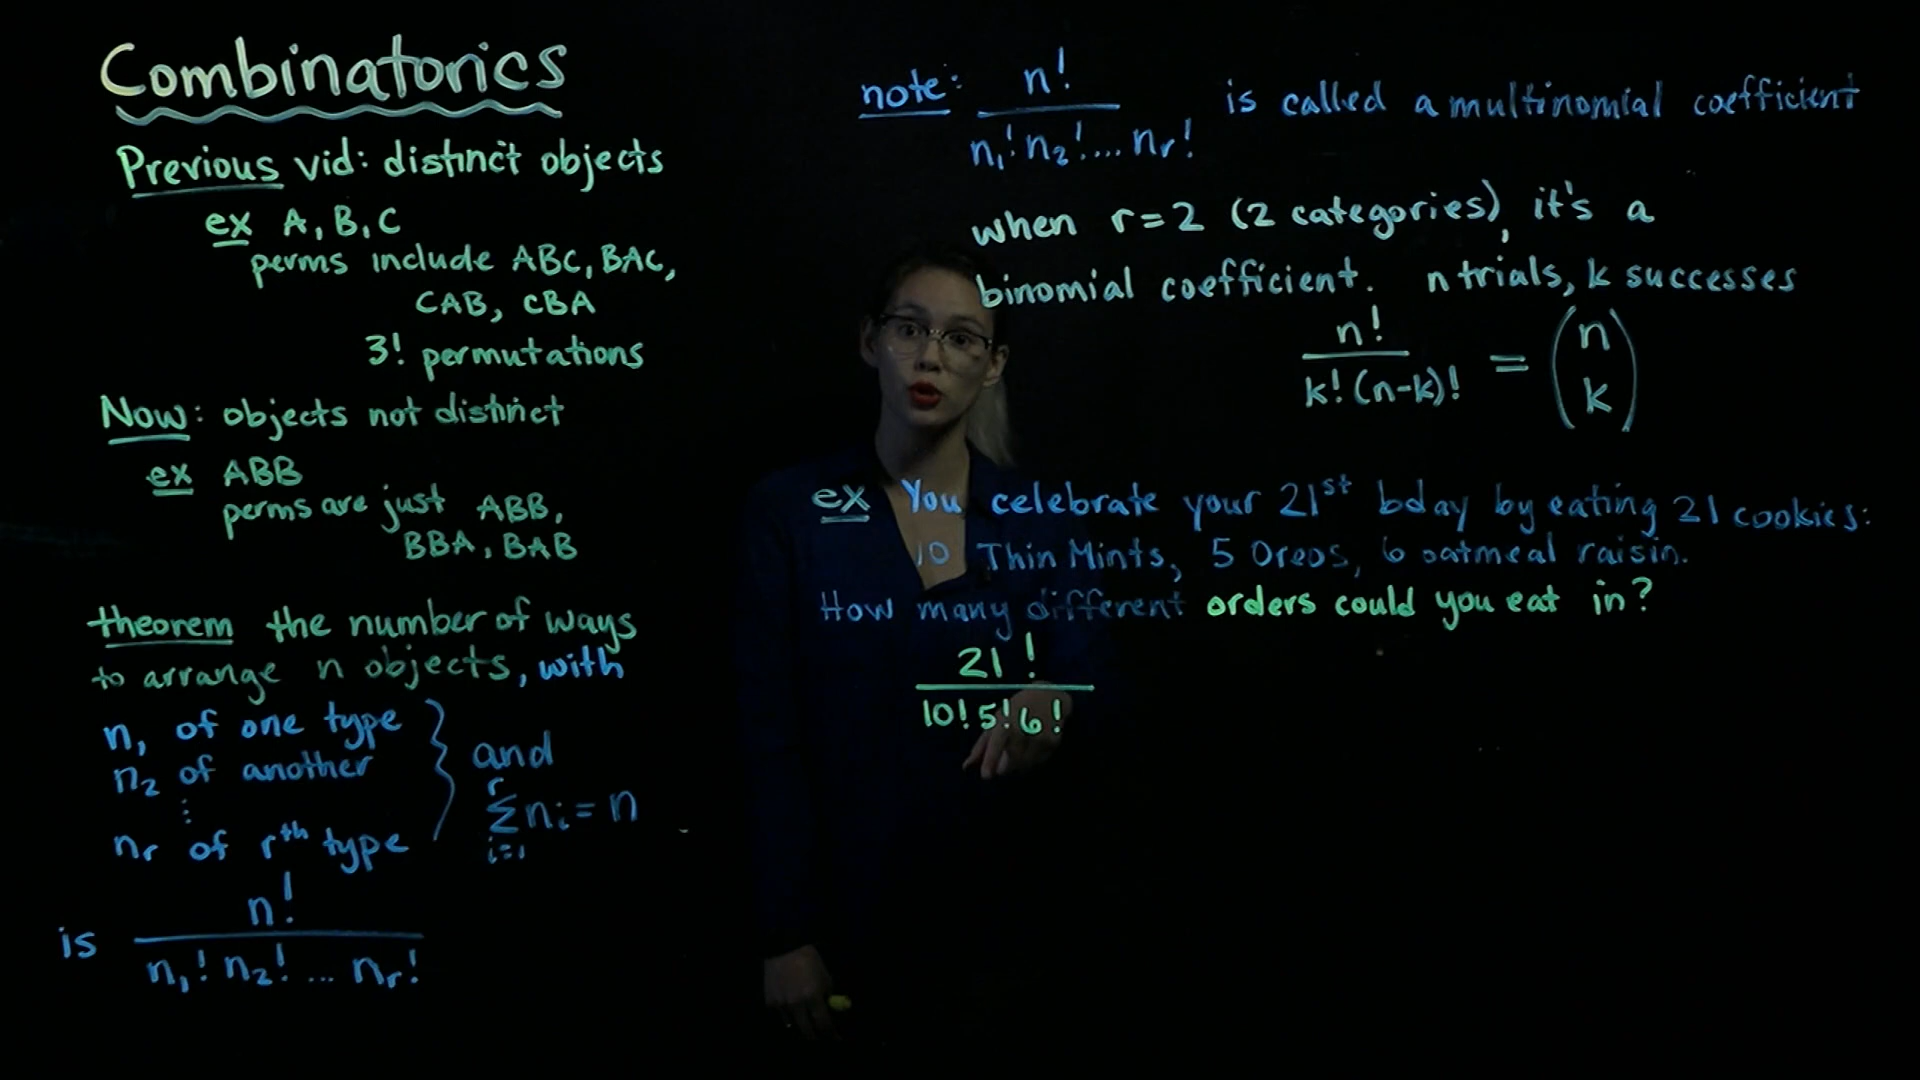 Combinatorics
Previous vid: distinct objects
ex A, B, C
perms include ABC, BAC,
CAB, CBA
3! permutations
Now: objects not distinct
ex ABB
perms are just ABB,
BBA, BAB
theorem the number of ways
to arrange n objects, with
n₁ of one type
n₂ of another
⋮
nᵣ of rᵗʰ type
} and
r
∑ nᵢ = n
i=1
is n! / n₁! n₂! ... nᵣ!
note: n! / n₁! n₂! ... nᵣ! is called a multinomial coefficient
when r=2 (2 categories), it's a
binomial coefficient. n trials, k successes
n! / k! (n-k)! = (n k)
ex You celebrate your 21ˢᵗ bday by eating 21 cookies:
10 Thin Mints, 5 Oreos, 6 oatmeal raisin.
How many different orders could you eat in?
21!
10! 5! 6!